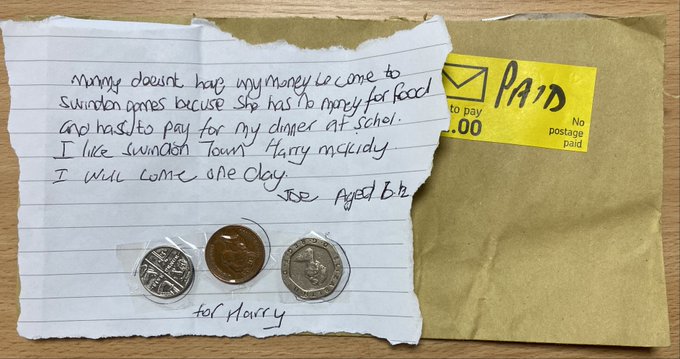 Mummy doesnt have any money to come to
swindon games becuse she has no money for Food
and hass to pay for my dinner at schol.
I like swindon Town Harry mckidy.
I will come one day.
Joe Aged 6½
for Harry
PAID
to pay
.00
No
postage
paid